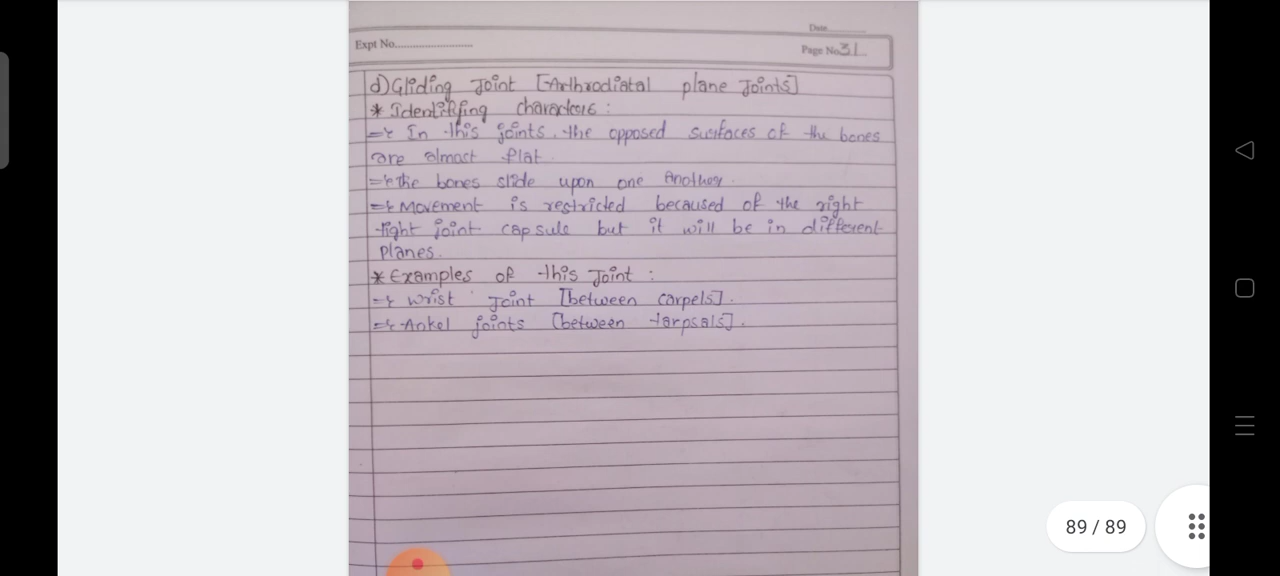 Date
Expt No.
Page No 31
d) Gliding Joint [Arthrodiatal plane Joints]
* Identifying characters :
⇒ In this joints, the opposed surfaces of the bones
are almost flat.
⇒ the bones slide upon one Another.
⇒ Movement is restricted becaused of the right
tight joint capsule but it will be in different
planes.
* Examples of this Joint :
⇒ wrist Joint [between carpels].
⇒ Ankel joints [between tarpsals].
89 / 89